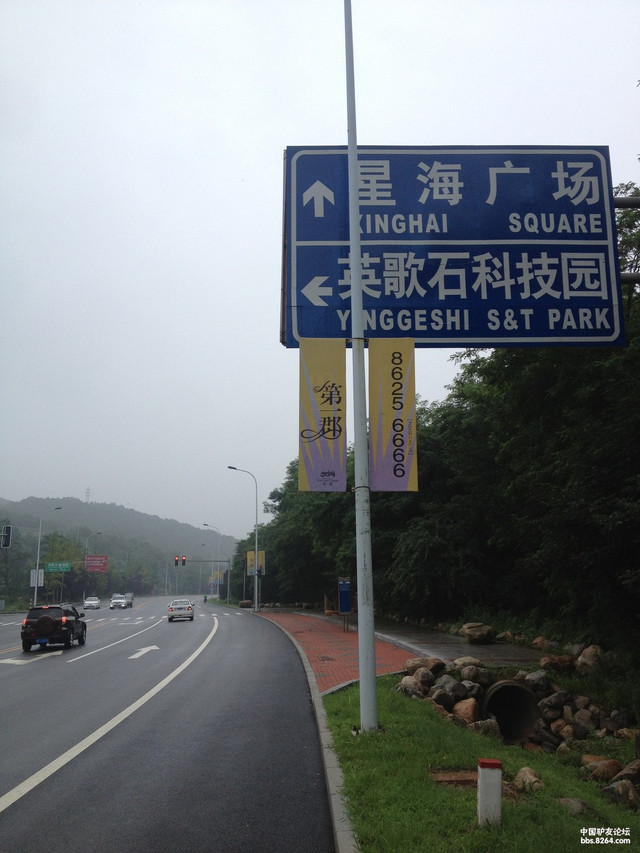 星海广场
XINGHAI SQUARE
英歌石科技园
YINGGESHI S&T PARK
第一郡
8625 6666
中国驴友论坛
bbs.8264.com